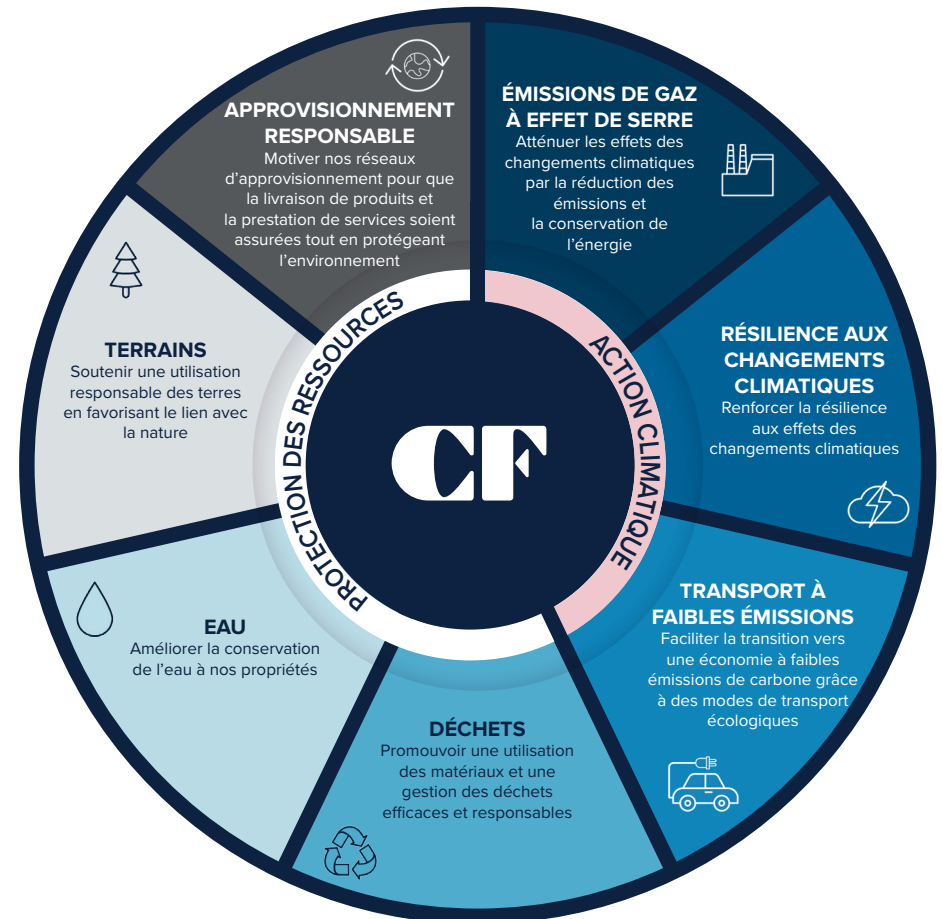 APPROVISIONNEMENT
RESPONSABLE
Motiver nos réseaux
d'approvisionnement pour que
la livraison de produits et
la prestation de services soient
assurées tout en protégeant
l'environnement
ÉMISSIONS DE GAZ
À EFFET DE SERRE
Atténuer les effets des
changements climatiques
par la réduction des
émissions et
la conservation de
l'énergie
RÉSILIENCE AUX
CHANGEMENTS
CLIMATIQUES
Renforcer la résilience
aux effets des
changements climatiques
TRANSPORT À
FAIBLES ÉMISSIONS
Faciliter la transition vers
une économie à faibles
émissions de carbone grâce
à des modes de transport
écologiques
DÉCHETS
Promouvoir une utilisation
des matériaux et une
gestion des déchets
efficaces et responsables
EAU
Améliorer la conservation
de l'eau à nos propriétés
TERRAINS
Soutenir une utilisation
responsable des terres
en favorisant le lien avec
la nature
PROTECTION DES RESSOURCES
ACTION CLIMATIQUE
CF